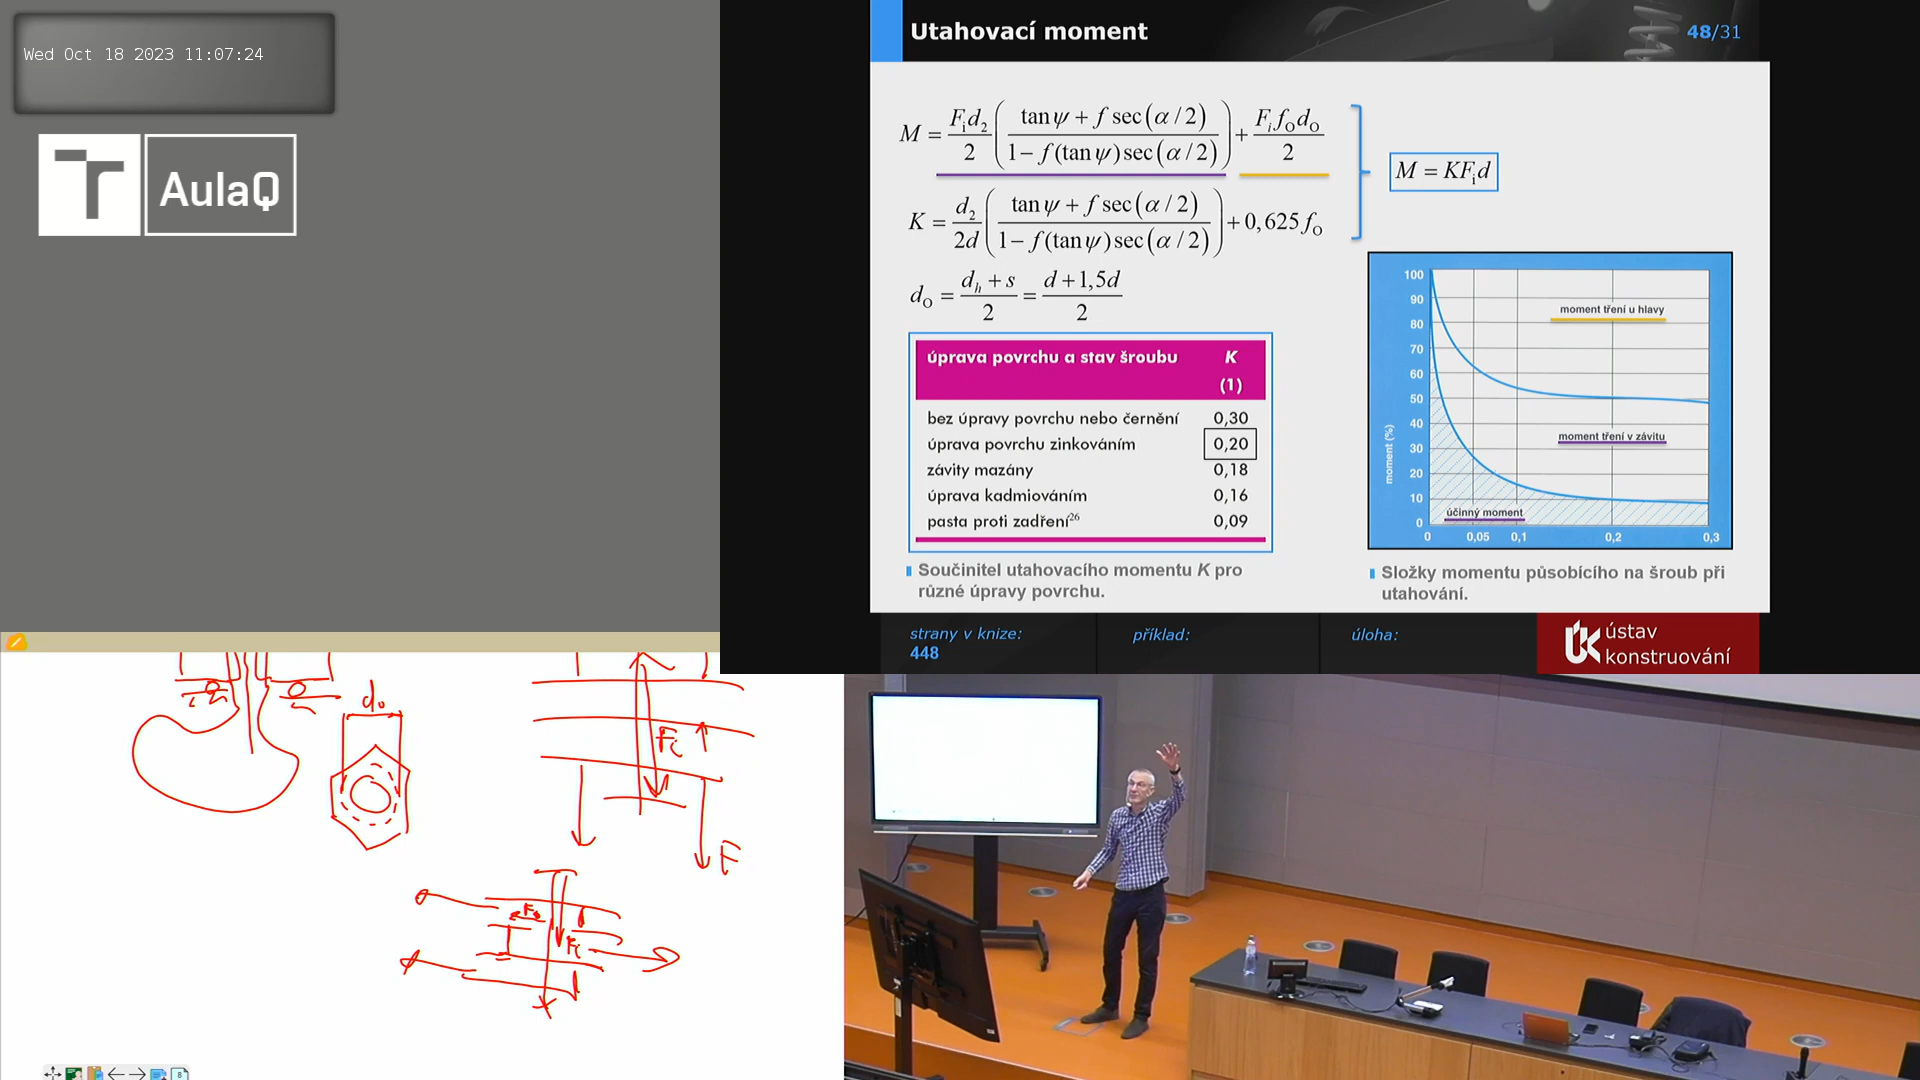 Wed Oct 18 2023 11:07:24
AulaQ
Utahovací moment
48/31
M = F_i d_2 / 2 ( tan ψ + f sec(α / 2) / 1 − f(tan ψ) sec(α / 2) ) + F_i f_O d_O / 2
M = KF_i d
K = d_2 / 2d ( tan ψ + f sec(α / 2) / 1 − f(tan ψ) sec(α / 2) ) + 0,625 f_O
d_O = d_h + s / 2 = d + 1,5d / 2
úprava povrchu a stav šroubu K
(1)
bez úpravy povrchu nebo černění 0,30
úprava povrchu zinkováním 0,20
závity mazány 0,18
úprava kadmiováním 0,16
pasta proti zadření26 0,09
Součinitel utahovacího momentu K pro
různé úpravy povrchu.
moment (%)
100
90
80
70
60
50
40
30
20
10
0
moment tření u hlavy
moment tření v závitu
účinný moment
0 0,05 0,1 0,2 0,3
Složky momentu působícího na šroub při
utahování.
strany v knize:
448
příklad:
úloha:
ústav
konstruování
d_o
F_i
F
F_i
8